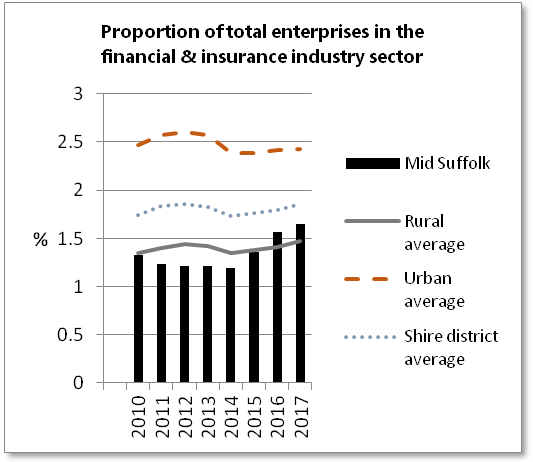 Proportion of total enterprises in the
financial & insurance industry sector
3
2.5
2
1.5
1
0.5
0
%
2010
2011
2012
2013
2014
2015
2016
2017
Mid Suffolk
Rural
average
Urban
average
Shire district
average